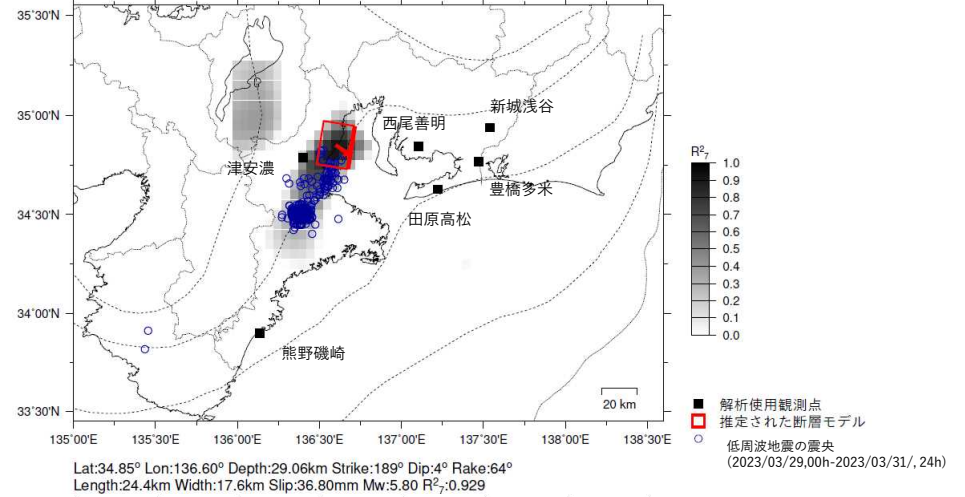 35°30'N
35°00'N
34°30'N
34°00'N
33°30'N
135°00'E
135°30'E
136°00'E
136°30'E
137°00'E
137°30'E
138°00'E
138°30'E
新城浅谷
西尾善明
津安濃
豊橋多米
田原高松
熊野磯崎
20 km
R²₇
1.0
0.9
0.8
0.7
0.6
0.5
0.4
0.3
0.2
0.1
0.0
解析使用観測点
推定された断層モデル
低周波地震の震央
(2023/03/29,00h-2023/03/31/, 24h)
Lat:34.85° Lon:136.60° Depth:29.06km Strike:189° Dip:4° Rake:64°
Length:24.4km Width:17.6km Slip:36.80mm Mw:5.80 R²₇:0.929